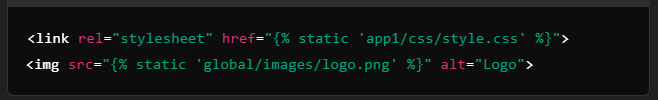 <link rel="stylesheet" href="{% static 'app1/css/style.css' %}">
<img src="{% static 'global/images/logo.png' %}" alt="Logo">